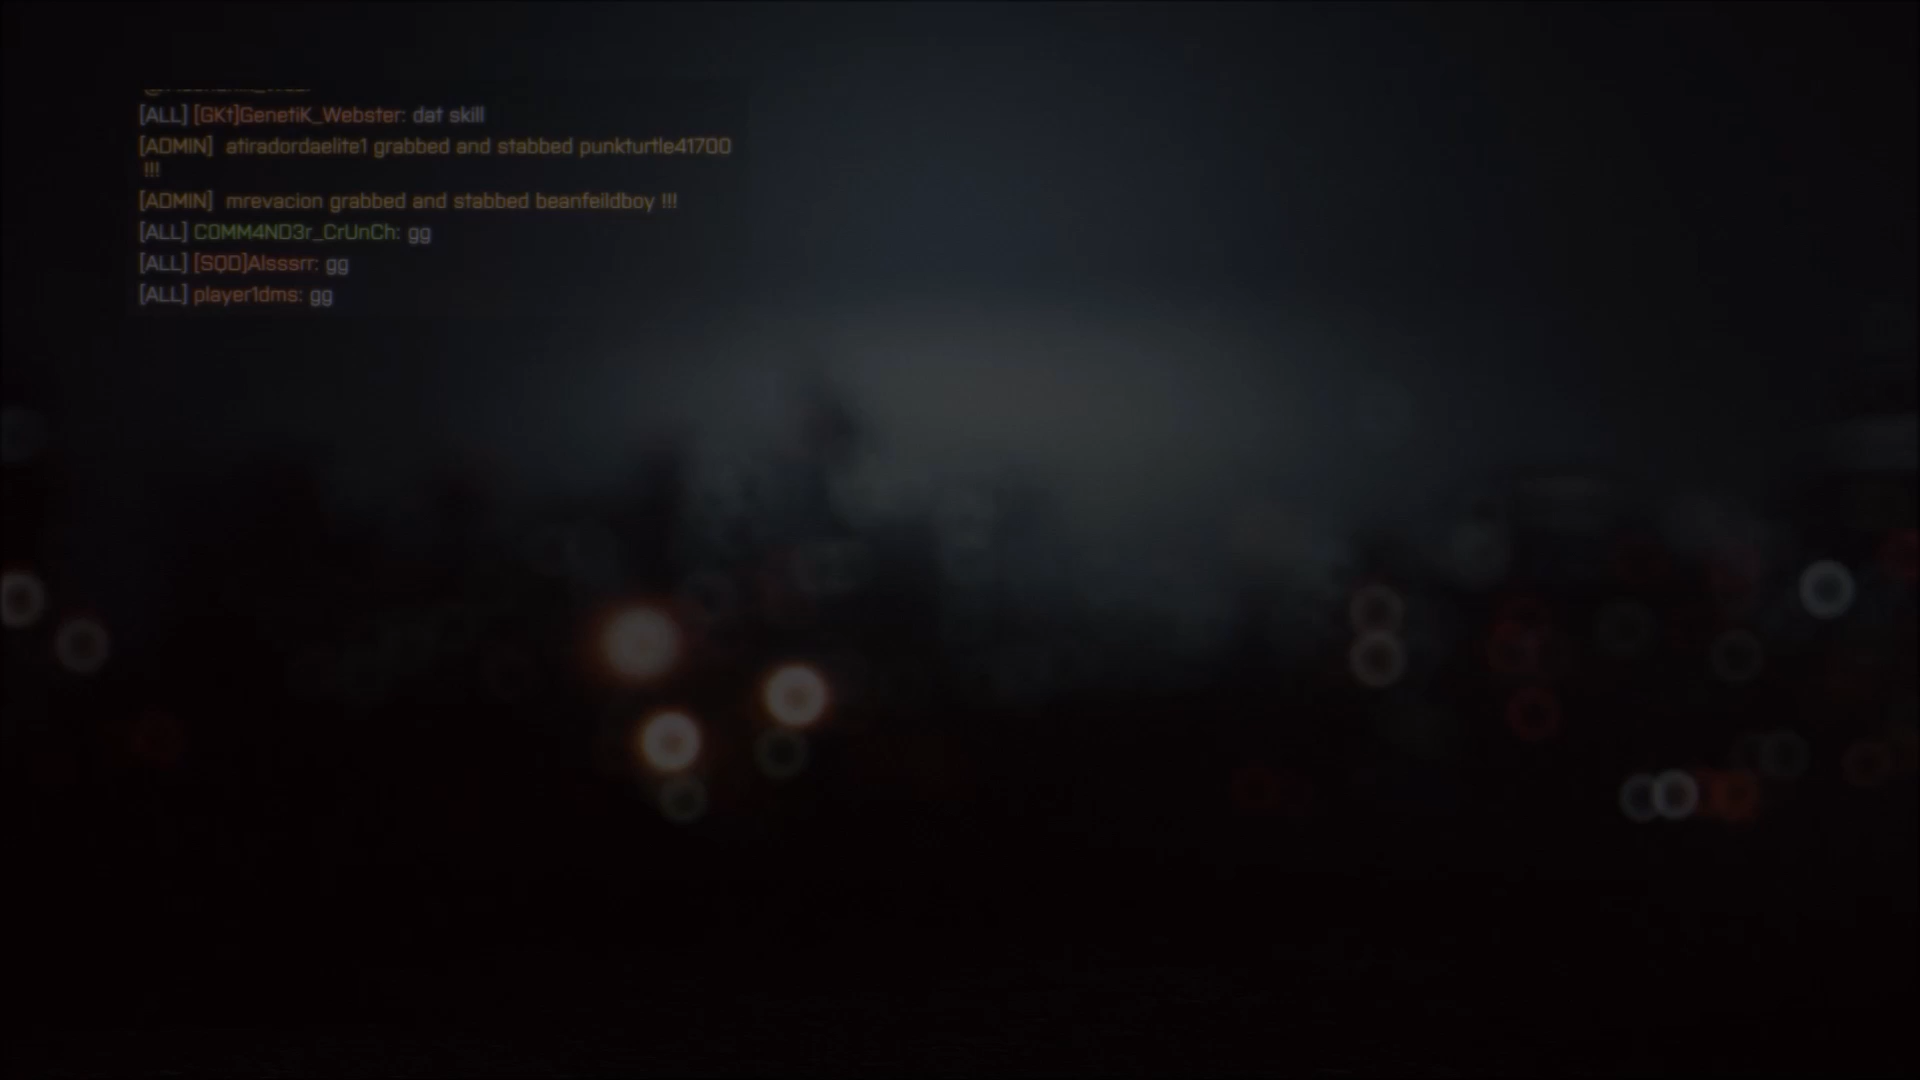 [ALL] [GKt]GenetiK_Webster: dat skill
[ADMIN] atiradordaelite1 grabbed and stabbed punkturtle41700
!!!
[ADMIN] mrevacion grabbed and stabbed beanfeildboy !!!
[ALL] C0MM4ND3r_CrUnCh: gg
[ALL] [SQD]Alsssrr: gg
[ALL] player1dms: gg